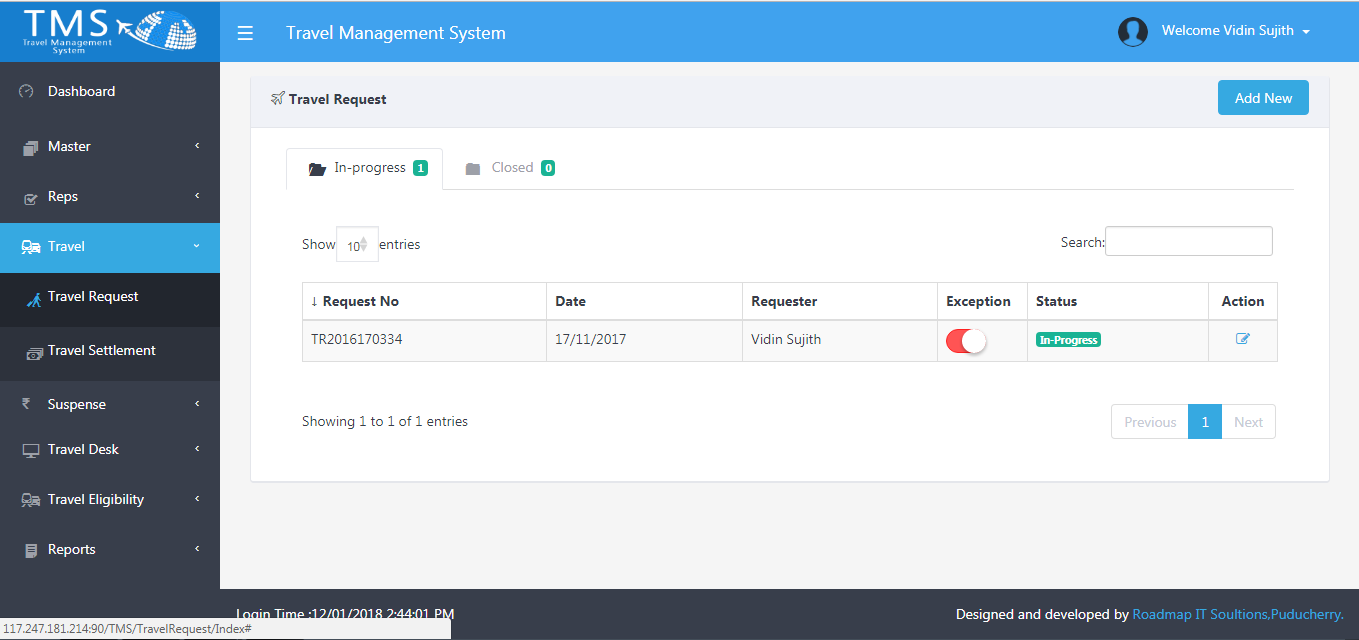 TMS
Travel Management
System
Travel Management System
Welcome Vidin Sujith
Dashboard
Master
Reps
Travel
Travel Request
Travel Settlement
₹ Suspense
Travel Desk
Travel Eligibility
Reports
Travel Request
Add New
In-progress 1
Closed 0
Show 10 entries
Search:
↓ Request No Date Requester Exception Status Action
TR2016170334 17/11/2017 Vidin Sujith In-Progress
Showing 1 to 1 of 1 entries
Previous 1 Next
Login Time :12/01/2018 2:44:01 PM
Designed and developed by Roadmap IT Soultions,Puducherry.
117.247.181.214:90/TMS/TravelRequest/Index#